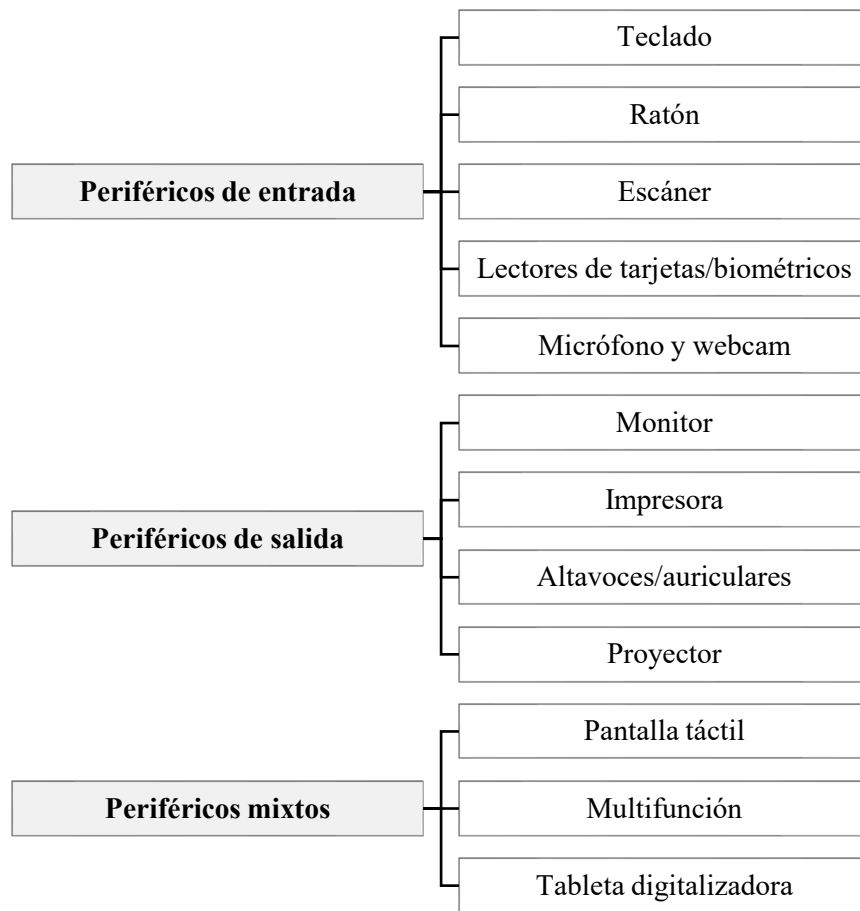 Periféricos de entrada
Teclado
Ratón
Escáner
Lectores de tarjetas/biométricos
Micrófono y webcam
Periféricos de salida
Monitor
Impresora
Altavoces/auriculares
Proyector
Periféricos mixtos
Pantalla táctil
Multifunción
Tableta digitalizadora